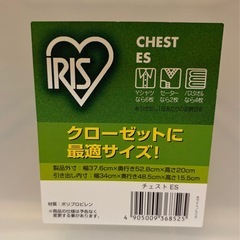 IRIS
CHEST
ES
Yシャツ
なら6枚
セーター
なら2枚
バスタオル
なら4枚
クローゼットに
最適サイズ!
製品外寸:幅37.6cm×奥行き52.8cm×高さ20cm
引き出し内寸:幅34cm×奥行き48.5cm×高さ15.5cm
材質:ポリプロピレン
チェスト ES
4 905009 368525